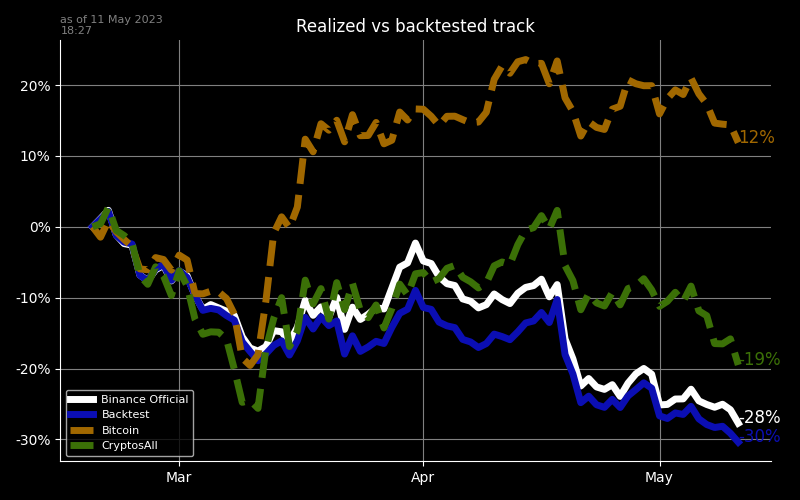 as of 11 May 2023
18:27
Realized vs backtested track
20%
10%
0%
-10%
-20%
-30%
12%
-19%
-28%
-30%
Binance Official
Backtest
Bitcoin
CryptosAll
Mar
Apr
May